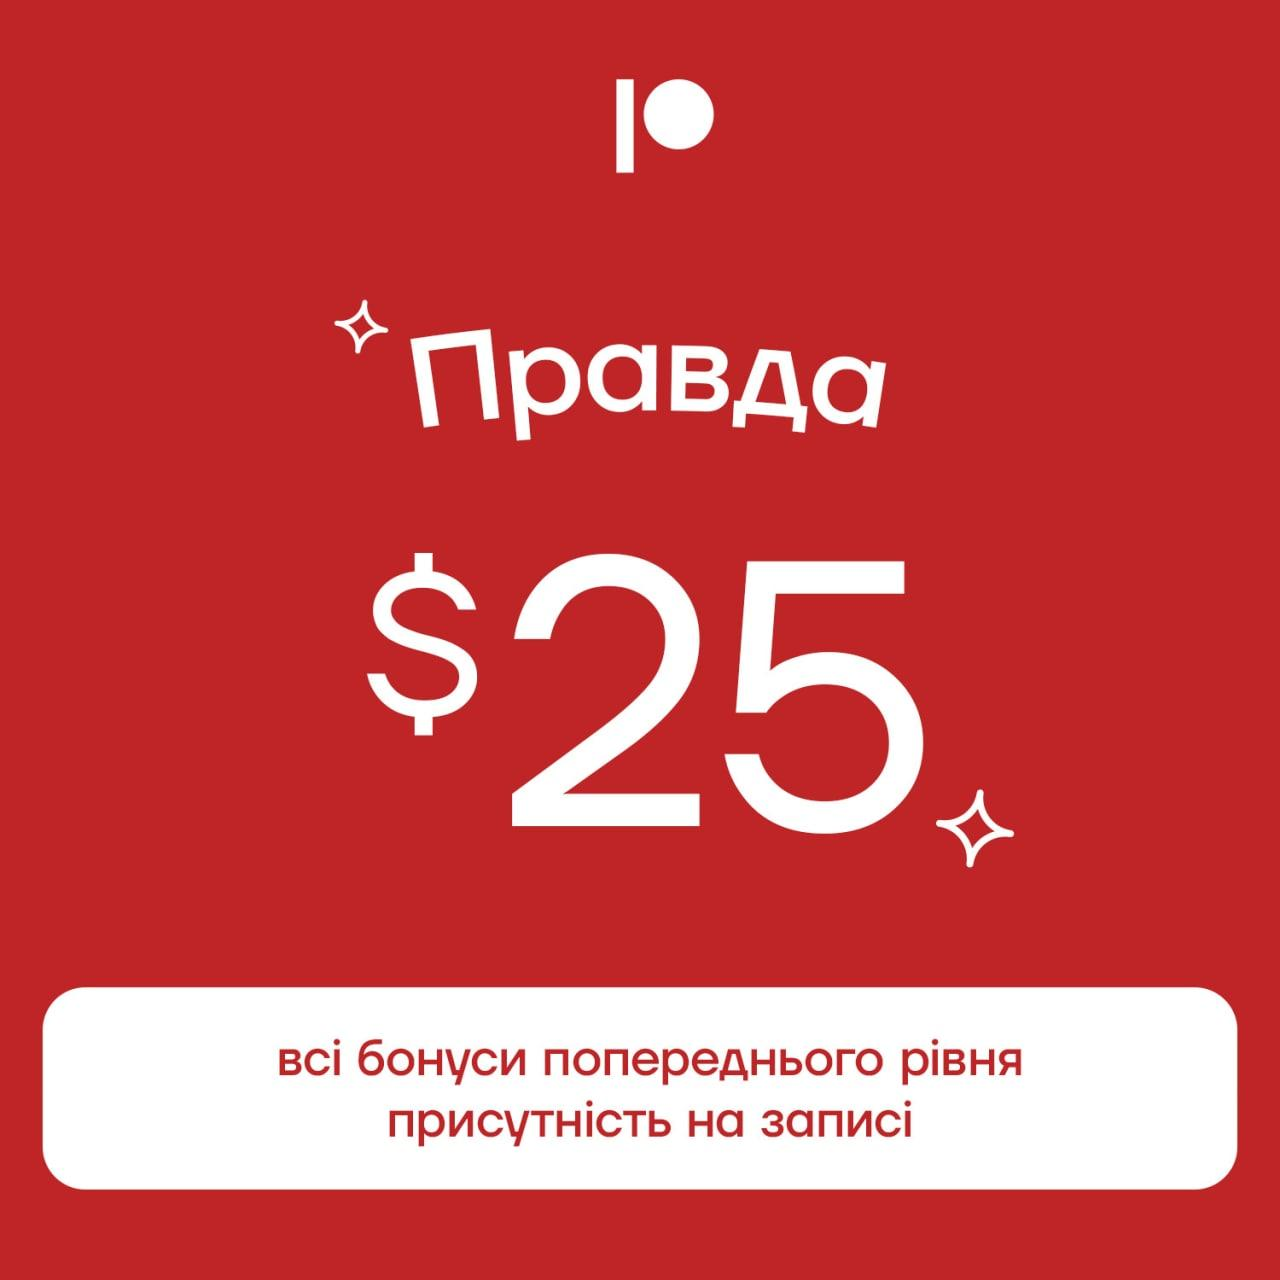 Правда
$25
всі бонуси попереднього рівня
присутність на записі